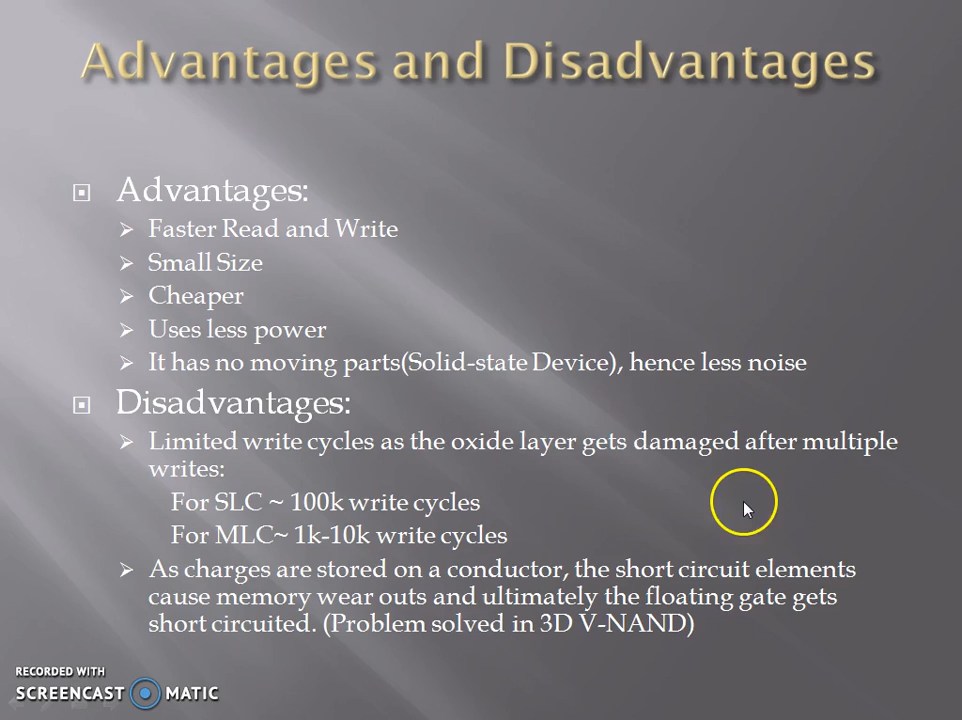 Advantages and Disadvantages
Advantages:
Faster Read and Write
Small Size
Cheaper
Uses less power
It has no moving parts(Solid-state Device), hence less noise
Disadvantages:
Limited write cycles as the oxide layer gets damaged after multiple
writes:
For SLC ~ 100k write cycles
For MLC~ 1k-10k write cycles
As charges are stored on a conductor, the short circuit elements
cause memory wear outs and ultimately the floating gate gets
short circuited. (Problem solved in 3D V-NAND)
RECORDED WITH
SCREENCAST MATIC